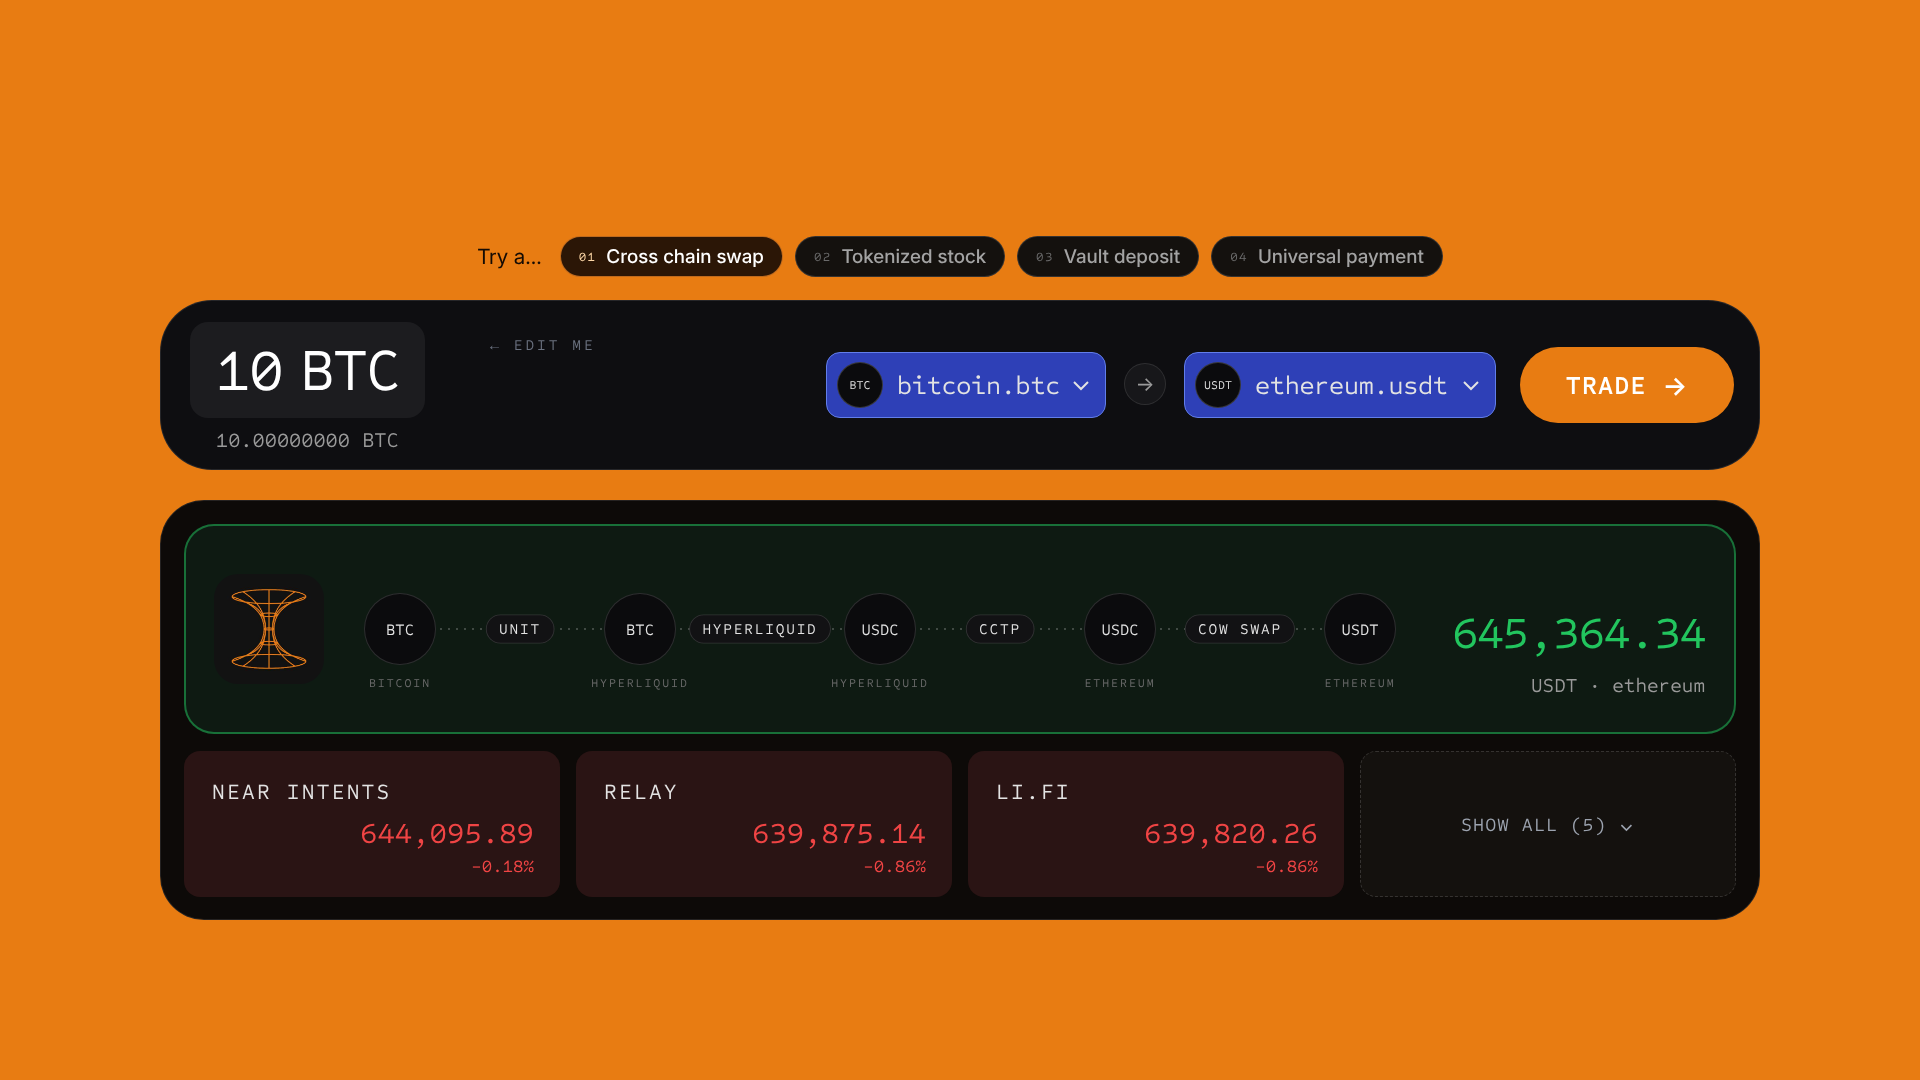 Try a...
01 Cross chain swap
02 Tokenized stock
03 Vault deposit
04 Universal payment
10 BTC
← EDIT ME
10.00000000 BTC
BTC bitcoin.btc
→
USDT ethereum.usdt
TRADE →
BTC UNIT BTC HYPERLIQUID USDC CCTP USDC COW SWAP USDT
BITCOIN HYPERLIQUID HYPERLIQUID ETHEREUM ETHEREUM
645,364.34
USDT · ethereum
NEAR INTENTS
644,095.89
-0.18%
RELAY
639,875.14
-0.86%
LI.FI
639,820.26
-0.86%
SHOW ALL (5)